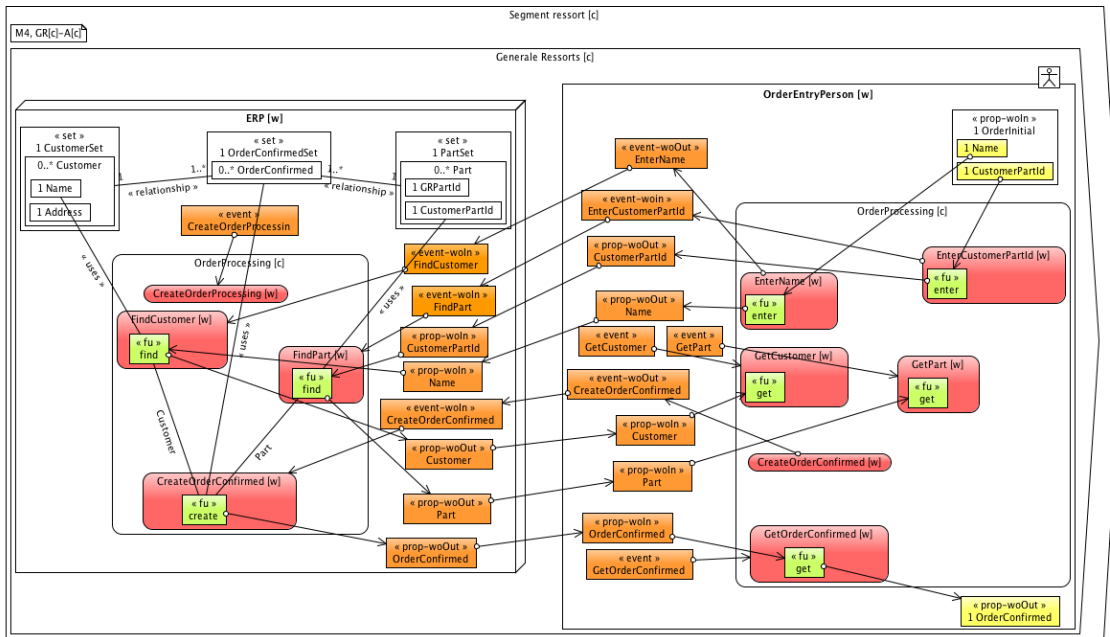 Segment ressort [c]
M4, GR[c]-A[c]
Generale Ressorts [c]
ERP [w]
« set »
1 CustomerSet
0..* Customer
1 Name
1 Address
« set »
1 OrderConfirmedSet
0..* OrderConfirmed
« set »
1 PartSet
0..* Part
1 GRPartId
1 CustomerPartId
1
1..*
« relationship »
1..*
1
« relationship »
« event »
CreateOrderProcessin
« uses »
« uses »
« uses »
OrderProcessing [c]
CreateOrderProcessing [w]
FindCustomer [w]
« fu »
find
FindPart [w]
« fu »
find
Customer
Part
CreateOrderConfirmed [w]
« fu »
create
« event-woIn »
FindCustomer
« event-woIn »
FindPart
« prop-woIn »
CustomerPartId
« prop-woIn »
Name
« event-woIn »
CreateOrderConfirmed
« prop-woOut »
Customer
« prop-woOut »
Part
« prop-woOut »
OrderConfirmed
OrderEntryPerson [w]
« event-woOut »
EnterName
« event-woin »
EnterCustomerPartId
« prop-woOut »
CustomerPartId
« prop-woOut »
Name
« event »
GetCustomer
« event »
GetPart
« event-woOut »
CreateOrderConfirmed
« prop-woIn »
Customer
« prop-woIn »
Part
« prop-woIn »
OrderConfirmed
« event »
GetOrderConfirmed
« prop-woIn »
1 OrderInitial
1 Name
1 CustomerPartId
OrderProcessing [c]
EnterCustomerPartId [w]
« fu »
enter
EnterName [w]
« fu »
enter
GetCustomer [w]
« fu »
get
GetPart [w]
« fu »
get
CreateOrderConfirmed [w]
GetOrderConfirmed [w]
« fu »
get
« prop-woOut »
1 OrderConfirmed